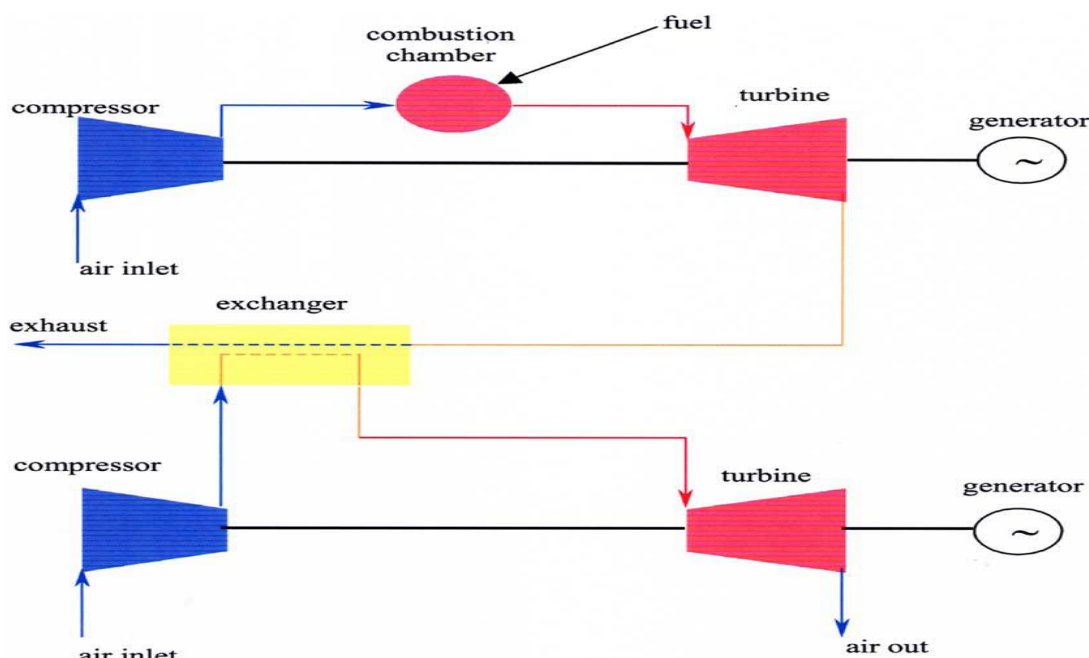 fuel
combustion
chamber
compressor
turbine
generator
~
air inlet
exchanger
exhaust
compressor
turbine
generator
~
air inlet
air out